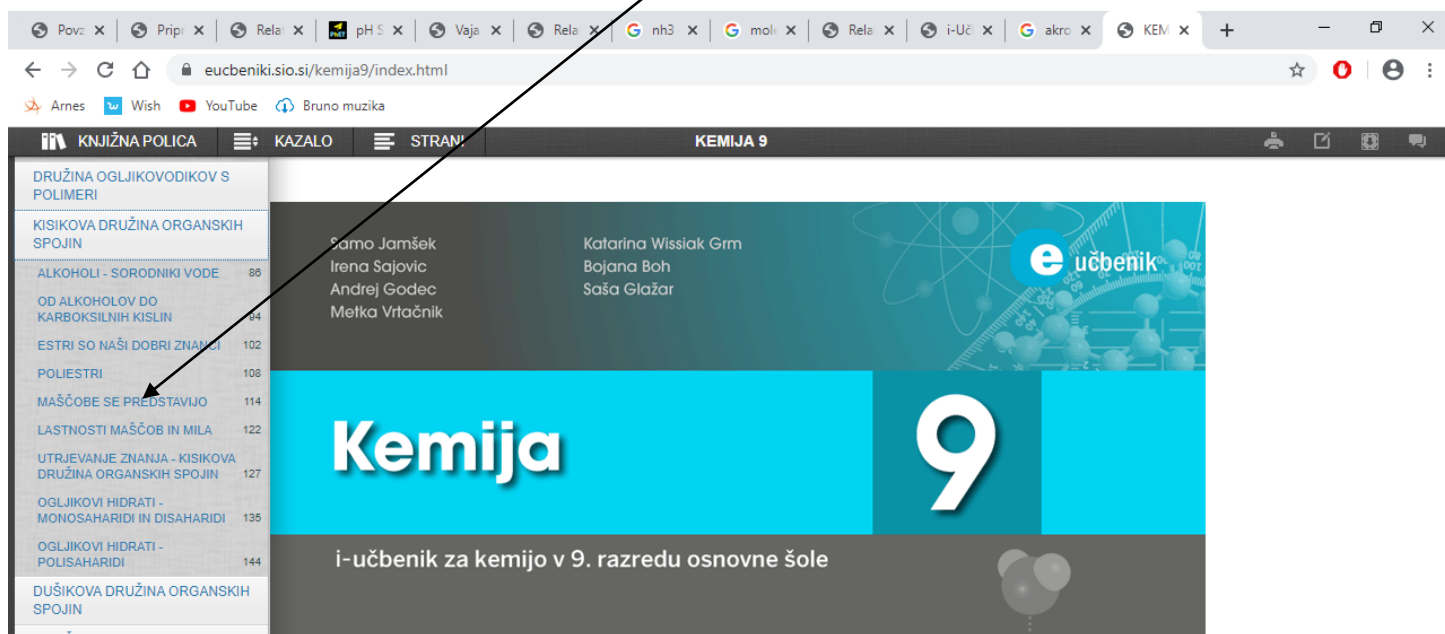 Pov
Prip
Rela
pH S
Vaja
Rela
nh3
mole
Rela
i-Uč
akro
KEM
eucbeniki.sio.si/kemija9/index.html
Arnes Wish YouTube Bruno muzika
KNJIŽNA POLICA KAZALO STRANI KEMIJA 9
DRUŽINA OGLJIKOVODIKOV S
POLIMERI
KISIKOVA DRUŽINA ORGANSKIH
SPOJIN
ALKOHOLI - SORODNIKI VODE 86
OD ALKOHOLOV DO
KARBOKSILNIH KISLIN 94
ESTRI SO NAŠI DOBRI ZNANCI 102
POLIESTRI 108
MAŠČOBE SE PREDSTAVIJO 114
LASTNOSTI MAŠČOB IN MILA 122
UTRJEVANJE ZNANJA - KISIKOVA
DRUŽINA ORGANSKIH SPOJIN 127
OGLJIKOVI HIDRATI -
MONOSAHARIDI IN DISAHARIDI 135
OGLJIKOVI HIDRATI -
POLISAHARIDI 144
DUŠIKOVA DRUŽINA ORGANSKIH
SPOJIN
Samo Jamšek
Irena Sajovic
Andrej Godec
Metka Vrtačnik
Katarina Wissiak Grm
Bojana Boh
Saša Glažar
e učbenik
Kemija 9
i-učbenik za kemijo v 9. razredu osnovne šole